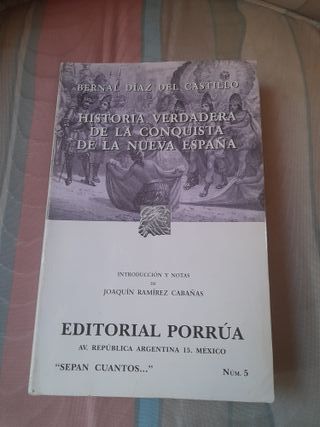 BERNAL DÍAZ DEL CASTILLO
HISTORIA VERDADERA
DE LA CONQUISTA
DE LA NUEVA ESPAÑA
INTRODUCCIÓN Y NOTAS
DE
JOAQUÍN RAMÍREZ CABAÑAS
EDITORIAL PORRÚA
AV. REPÚBLICA ARGENTINA 15, MÉXICO
"SEPAN CUANTOS..." NÚM. 5